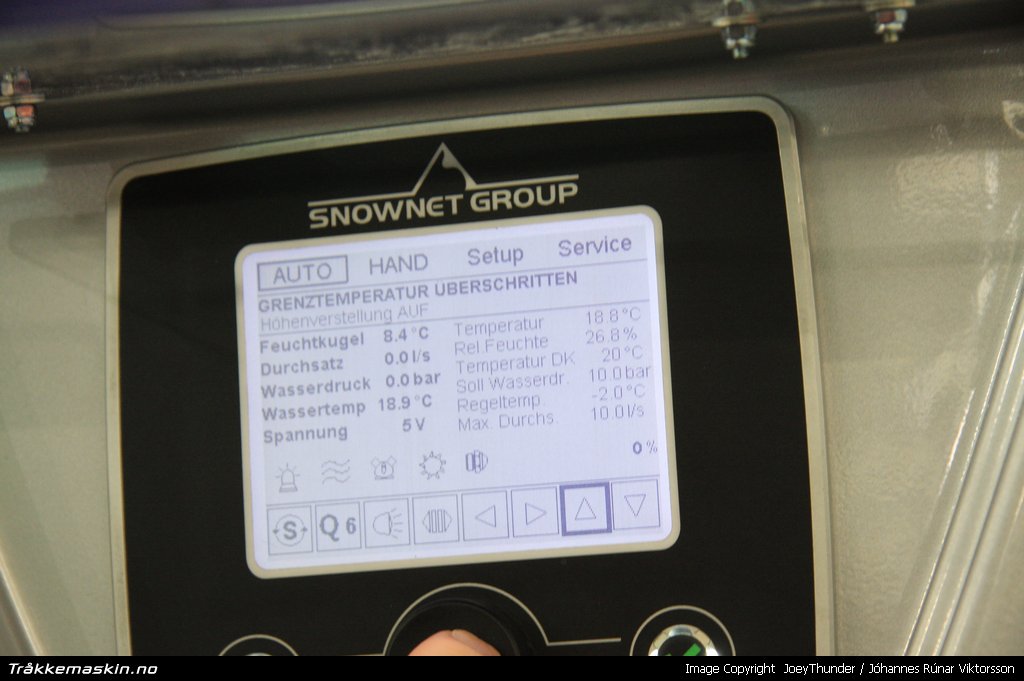 SNOWNET GROUP
AUTO HAND Setup Service
GRENZTEMPERATUR UBERSCHRITTEN
Höhenverstellung AUF
Feuchtkugel 8.4 °C Temperatur 18.8 °C
Durchsatz 0.0 l/s Rel.Feuchte 26.8 %
Wasserdruck 0.0 bar Temperatur DK 20 °C
Wassertemp 18.9 °C Soll Wasserdr. 10.0 bar
Spannung 5 V Regeltemp. -2.0 °C
Max. Durchs. 10.0 l/s
0 %
S Q 6
Tråkkemaskin.no
Image Copyright JoeyThunder / Jóhannes Rúnar Viktorsson